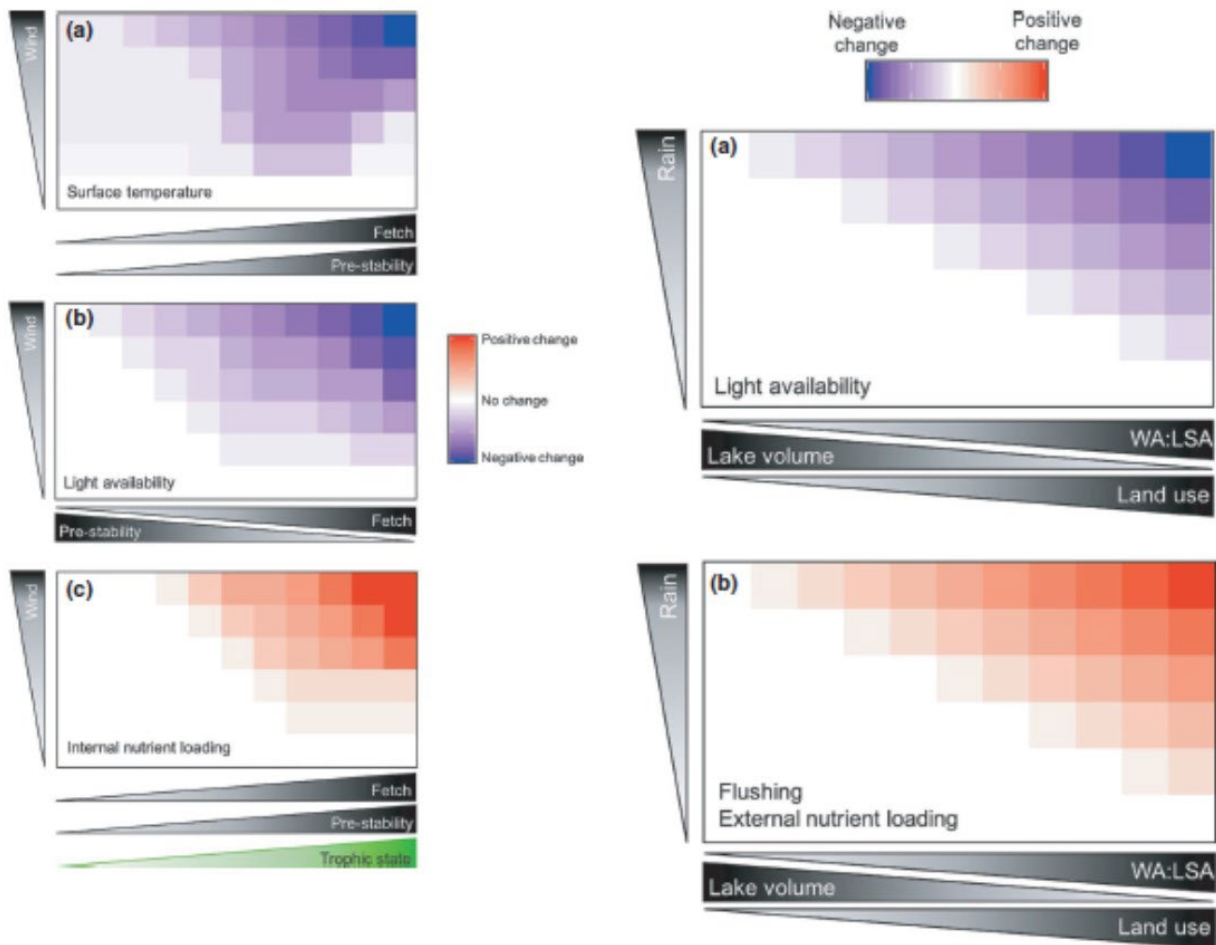 (a)
Wind
Surface temperature
Fetch
Pre-stability
(b)
Wind
Light availability
Fetch
Pre-stability
Positive change
No change
Negative change
(c)
Wind
Internal nutrient loading
Fetch
Pre-stability
Trophic state
Negative change
Positive change
(a)
Rain
Light availability
WA:LSA
Lake volume
Land use
(b)
Rain
Flushing
External nutrient loading
WA:LSA
Lake volume
Land use